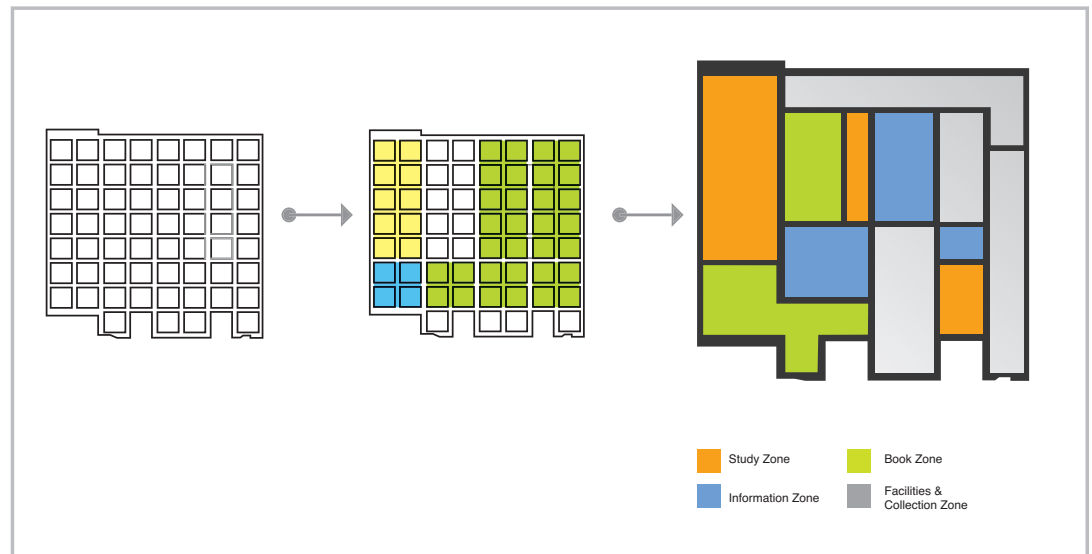 Study Zone
Book Zone
Information Zone
Facilities &
Collection Zone